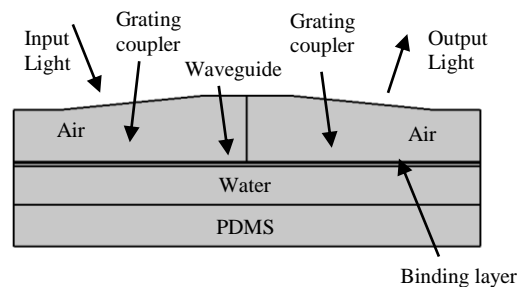 Input
Light
Grating
coupler
Waveguide
Grating
coupler
Output
Light
Air
Air
Water
PDMS
Binding layer